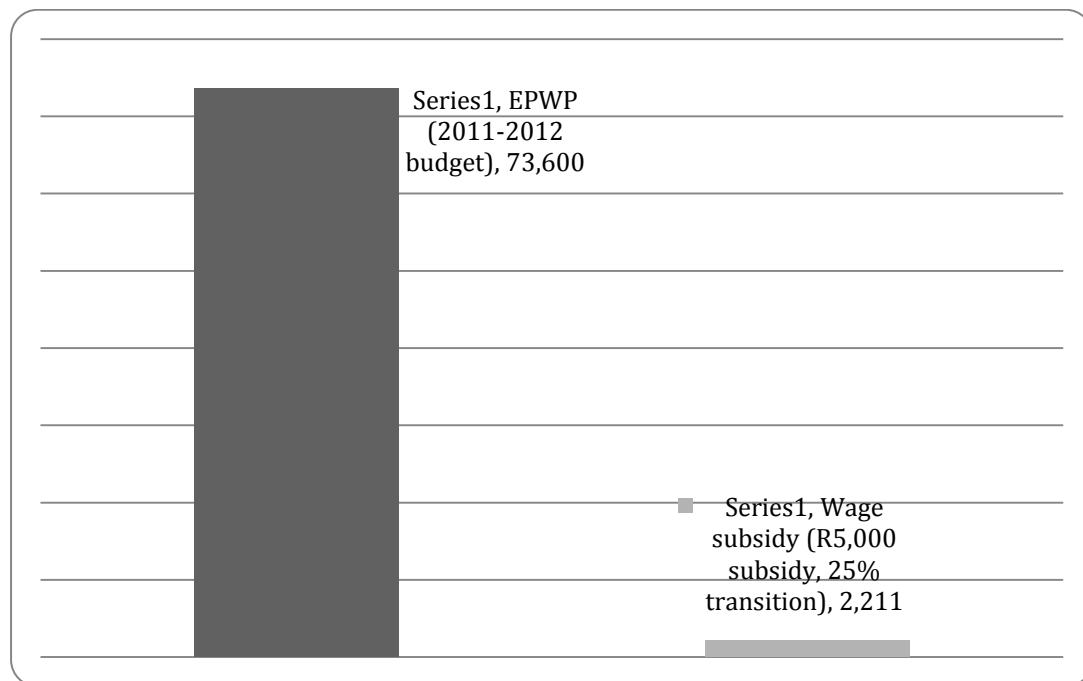 Series1, EPWP
(2011-2012
budget), 73,600
Series1, Wage
subsidy (R5,000
subsidy, 25%
transition), 2,211